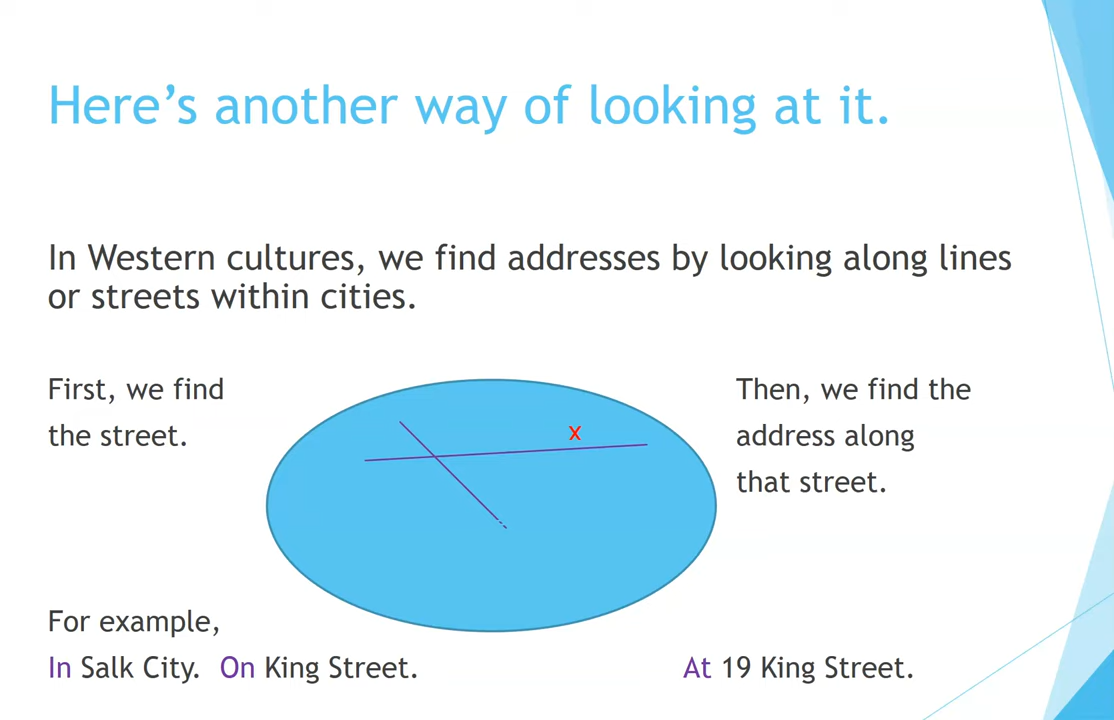 Here’s another way of looking at it.
In Western cultures, we find addresses by looking along lines
or streets within cities.
First, we find
the street.
x
Then, we find the
address along
that street.
For example,
In Salk City. On King Street.
At 19 King Street.